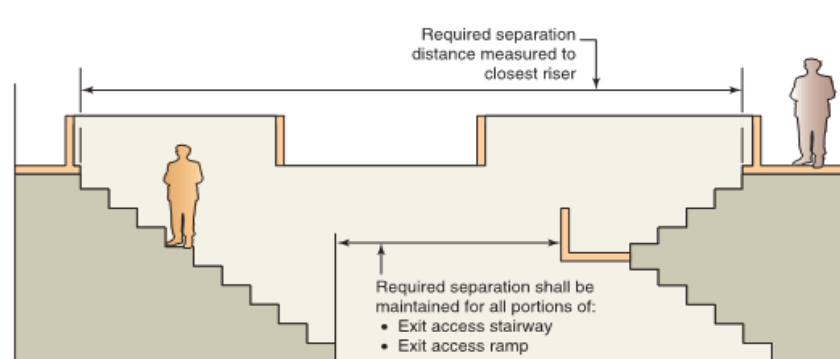 Required separation
distance measured to
closest riser
Required separation shall be
maintained for all portions of:
• Exit access stairway
• Exit access ramp